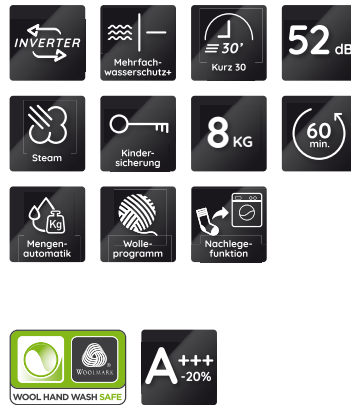 INVERTER
Mehrfach-
wasserschutz+
30'
Kurz 30
52 dB
Steam
Kinder-
sicherung
8 KG
60
min.
Kg
Mengen-
automatik
Wolle-
programm
Nachlege-
funktion
WOOLMARK
WOOL HAND WASH SAFE
A+++
-20%